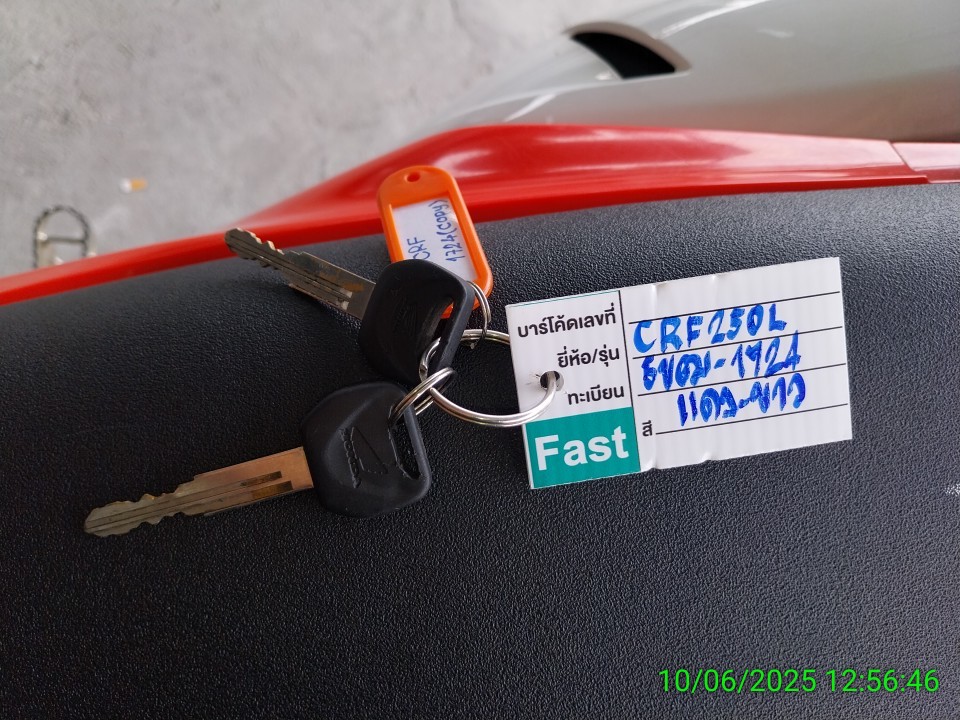 CRF
1724(COPY)
บาร์โค้ดเลขที่
ยี่ห้อ/รุ่น CRF250L
ทะเบียน
สี แดง-ขาว
Fast
10/06/2025 12:56:46